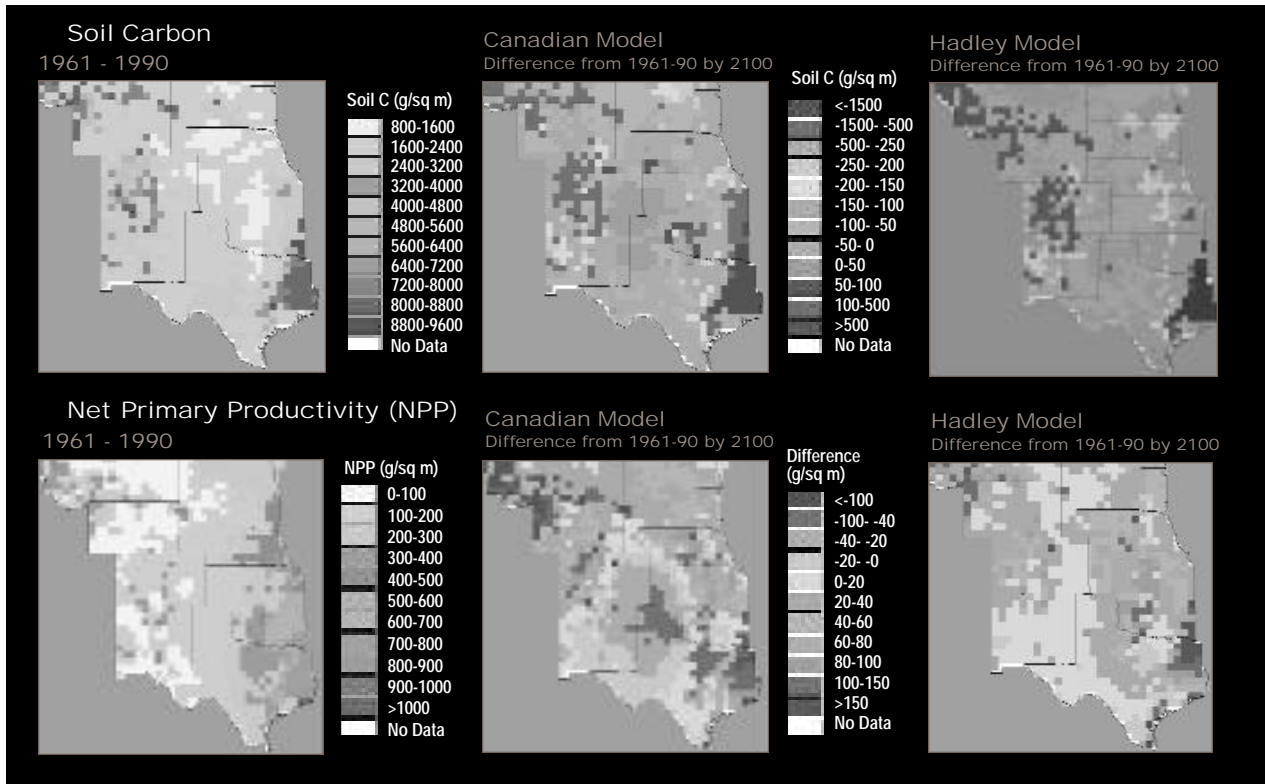 Soil Carbon
1961 - 1990
Canadian Model
Difference from 1961-90 by 2100
Hadley Model
Difference from 1961-90 by 2100
Soil C (g/sq m)
800-1600
1600-2400
2400-3200
3200-4000
4000-4800
4800-5600
5600-6400
6400-7200
7200-8000
8000-8800
8800-9600
No Data
Soil C (g/sq m)
<-1500
-1500- -500
-500- -250
-250- -200
-200- -150
-150- -100
-100- -50
-50- 0
0-50
50-100
100-500
>500
No Data
Net Primary Productivity (NPP)
1961 - 1990
Canadian Model
Difference from 1961-90 by 2100
Hadley Model
Difference from 1961-90 by 2100
NPP (g/sq m)
0-100
100-200
200-300
300-400
400-500
500-600
600-700
700-800
800-900
900-1000
>1000
No Data
Difference
(g/sq m)
<-100
-100- -40
-40- -20
-20- -0
0-20
20-40
40-60
60-80
80-100
100-150
>150
No Data